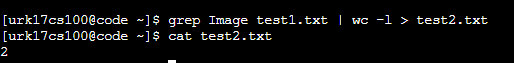 [urk17cs100@code ~]$ grep Image test1.txt | wc -l > test2.txt
[urk17cs100@code ~]$ cat test2.txt
2